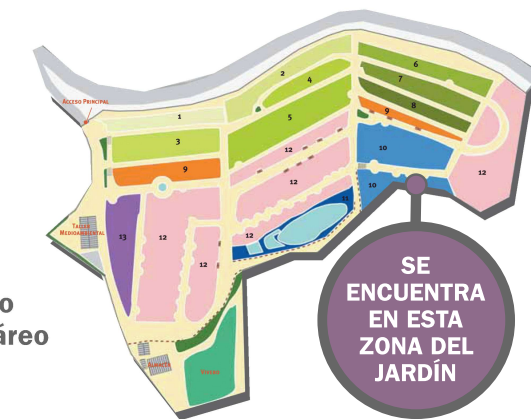 ACCESO PRINCIPAL
1
2
3
4
5
6
7
8
9
9
10
10
11
12
12
12
12
12
12
13
TALLER
MEDIOAMBIENTAL
VIVERO
o
áreo
SE
ENCUENTRA
EN ESTA
ZONA DEL
JARDÍN